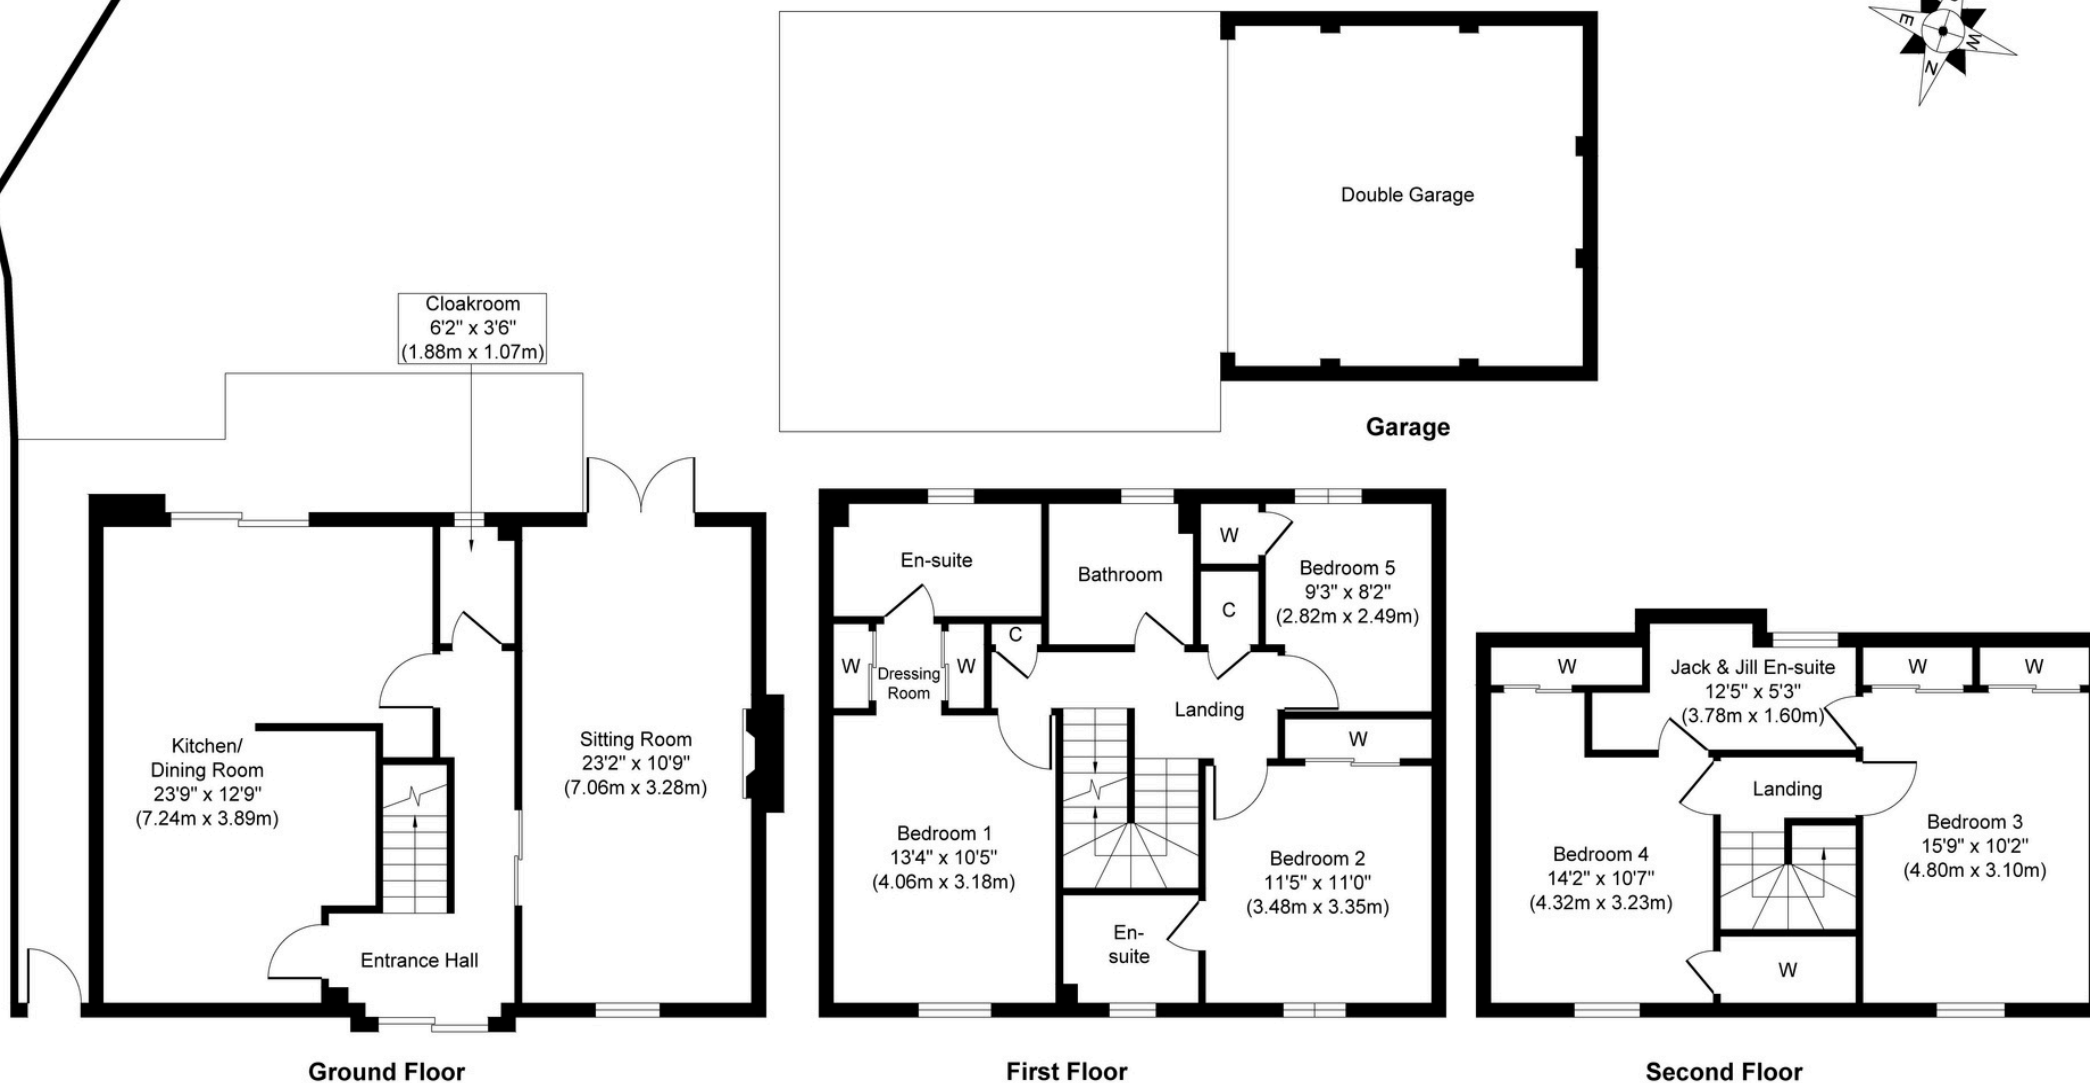 E
W
N
Double Garage
Garage
Cloakroom
6'2" x 3'6"
(1.88m x 1.07m)
Kitchen/
Dining Room
23'9" x 12'9"
(7.24m x 3.89m)
Sitting Room
23'2" x 10'9"
(7.06m x 3.28m)
Entrance Hall
Ground Floor
En-suite
Bathroom
W
Bedroom 5
9'3" x 8'2"
(2.82m x 2.49m)
C
C
W
Dressing
Room
W
Landing
W
Bedroom 1
13'4" x 10'5"
(4.06m x 3.18m)
Bedroom 2
11'5" x 11'0"
(3.48m x 3.35m)
En-
suite
First Floor
W
Jack & Jill En-suite
12'5" x 5'3"
(3.78m x 1.60m)
W
W
Landing
Bedroom 4
14'2" x 10'7"
(4.32m x 3.23m)
Bedroom 3
15'9" x 10'2"
(4.80m x 3.10m)
W
Second Floor